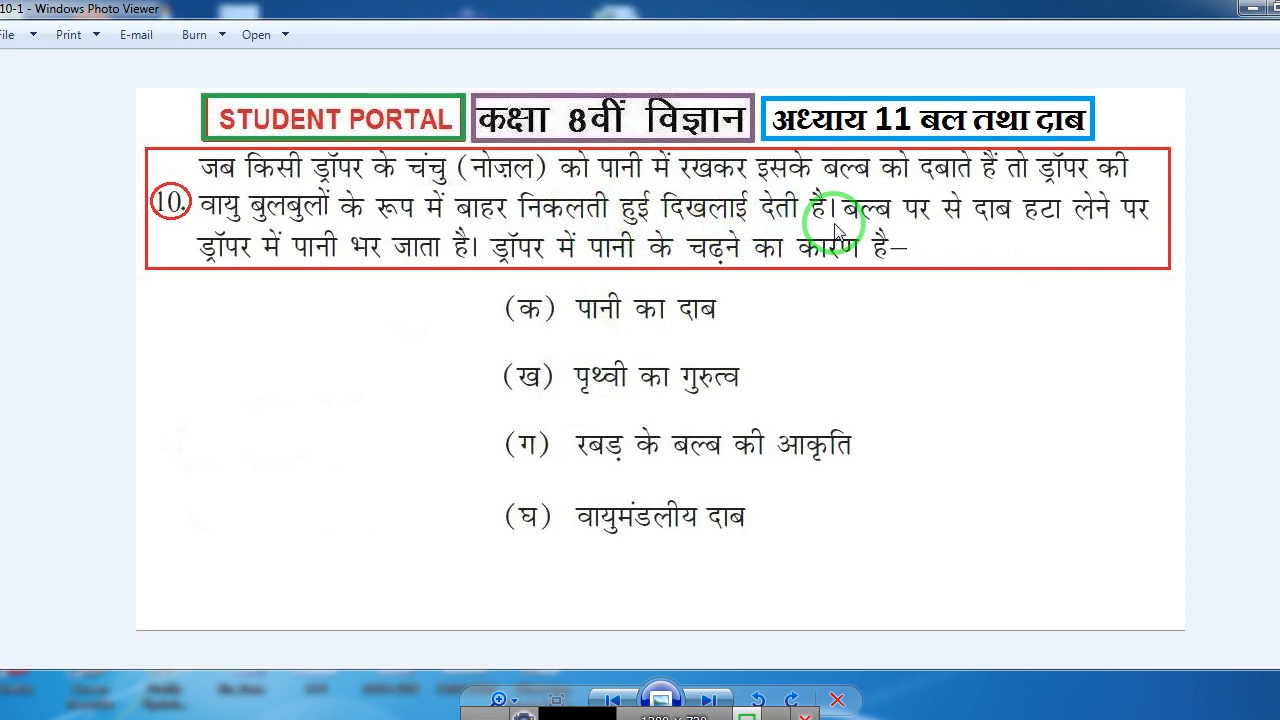 10-1 - Windows Photo Viewer
File Print E-mail Burn Open
STUDENT PORTAL कक्षा 8वीं विज्ञान अध्याय 11 बल तथा दाब
जब किसी ड्रॉपर के चंचु (नोज़ल) को पानी में रखकर इसके बल्ब को दबाते हैं तो ड्रॉपर की
10. वायु बुलबुलों के रूप में बाहर निकलती हुई दिखलाई देती है। बल्ब पर से दाब हटा लेने पर
ड्रॉपर में पानी भर जाता है। ड्रॉपर में पानी के चढ़ने का कारण है–
(क) पानी का दाब
(ख) पृथ्वी का गुरुत्व
(ग) रबड़ के बल्ब की आकृति
(घ) वायुमंडलीय दाब